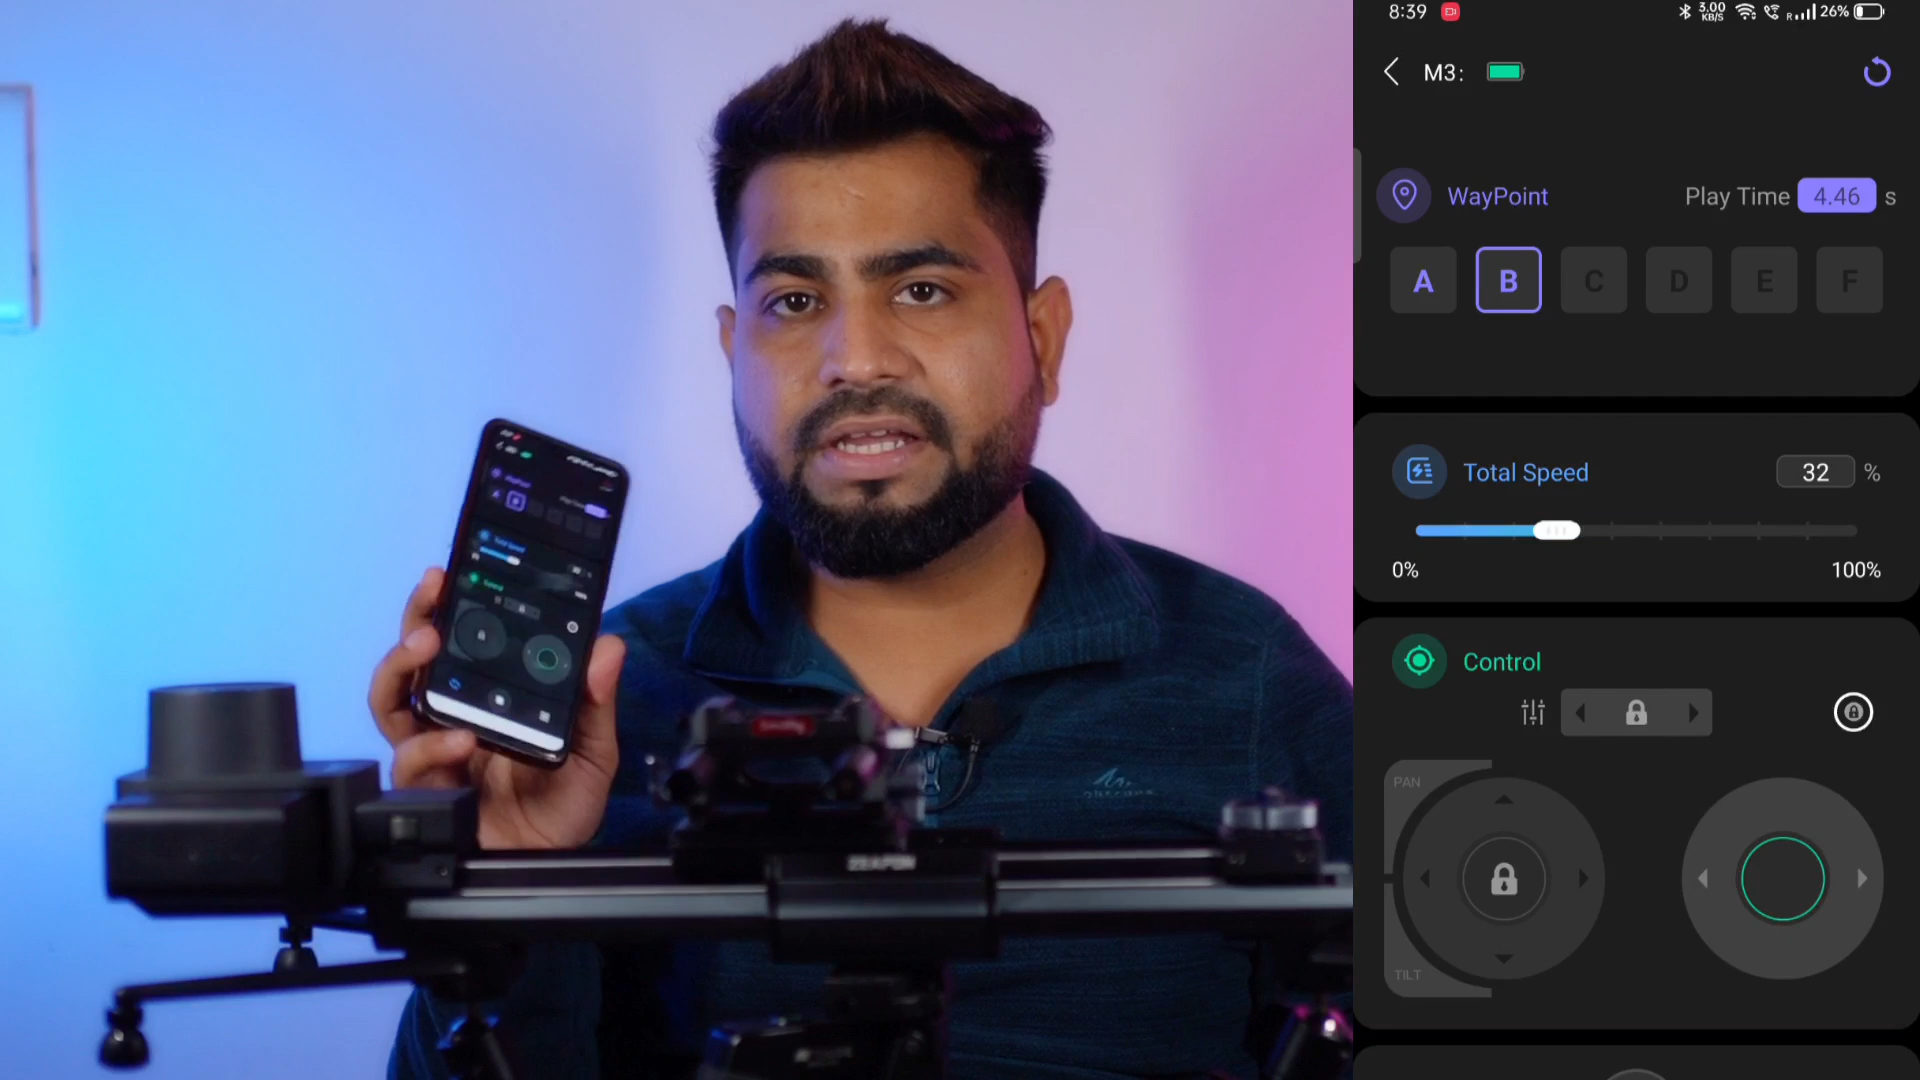 8:39 3.00 KB/S R 26%
M3:
WayPoint Play Time 4.46 s
A B C D E F
Total Speed 32 %
0% 100%
Control
PAN
TILT
ZEAPON